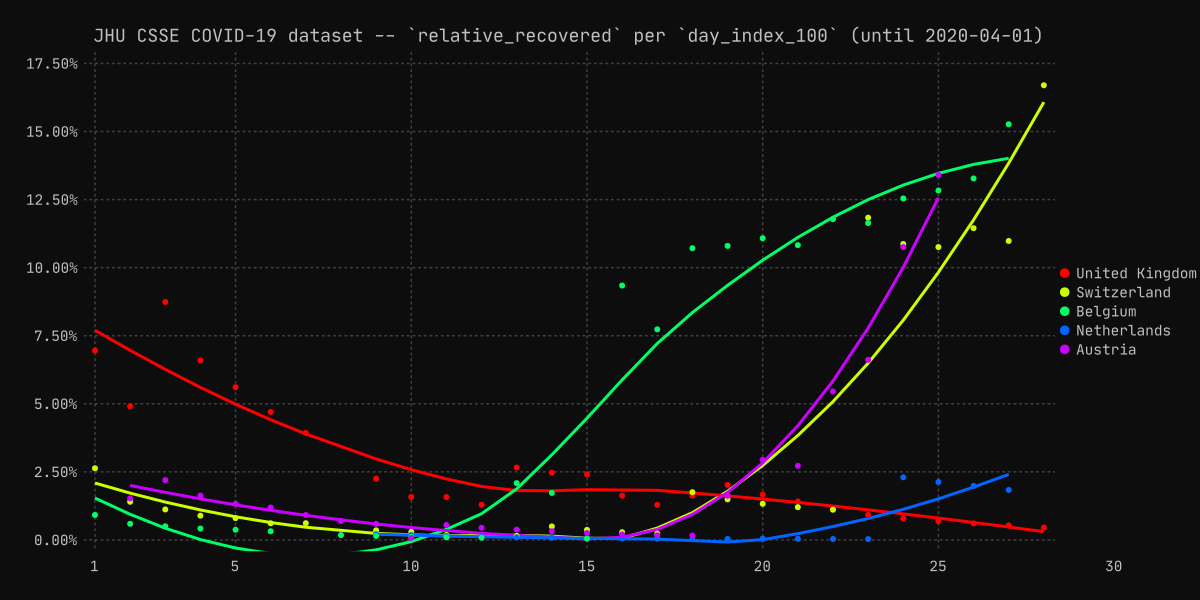 JHU CSSE COVID-19 dataset -- `relative_recovered` per `day_index_100` (until 2020-04-01)
17.50%
15.00%
12.50%
10.00%
7.50%
5.00%
2.50%
0.00%
1 5 10 15 20 25 30
United Kingdom
Switzerland
Belgium
Netherlands
Austria